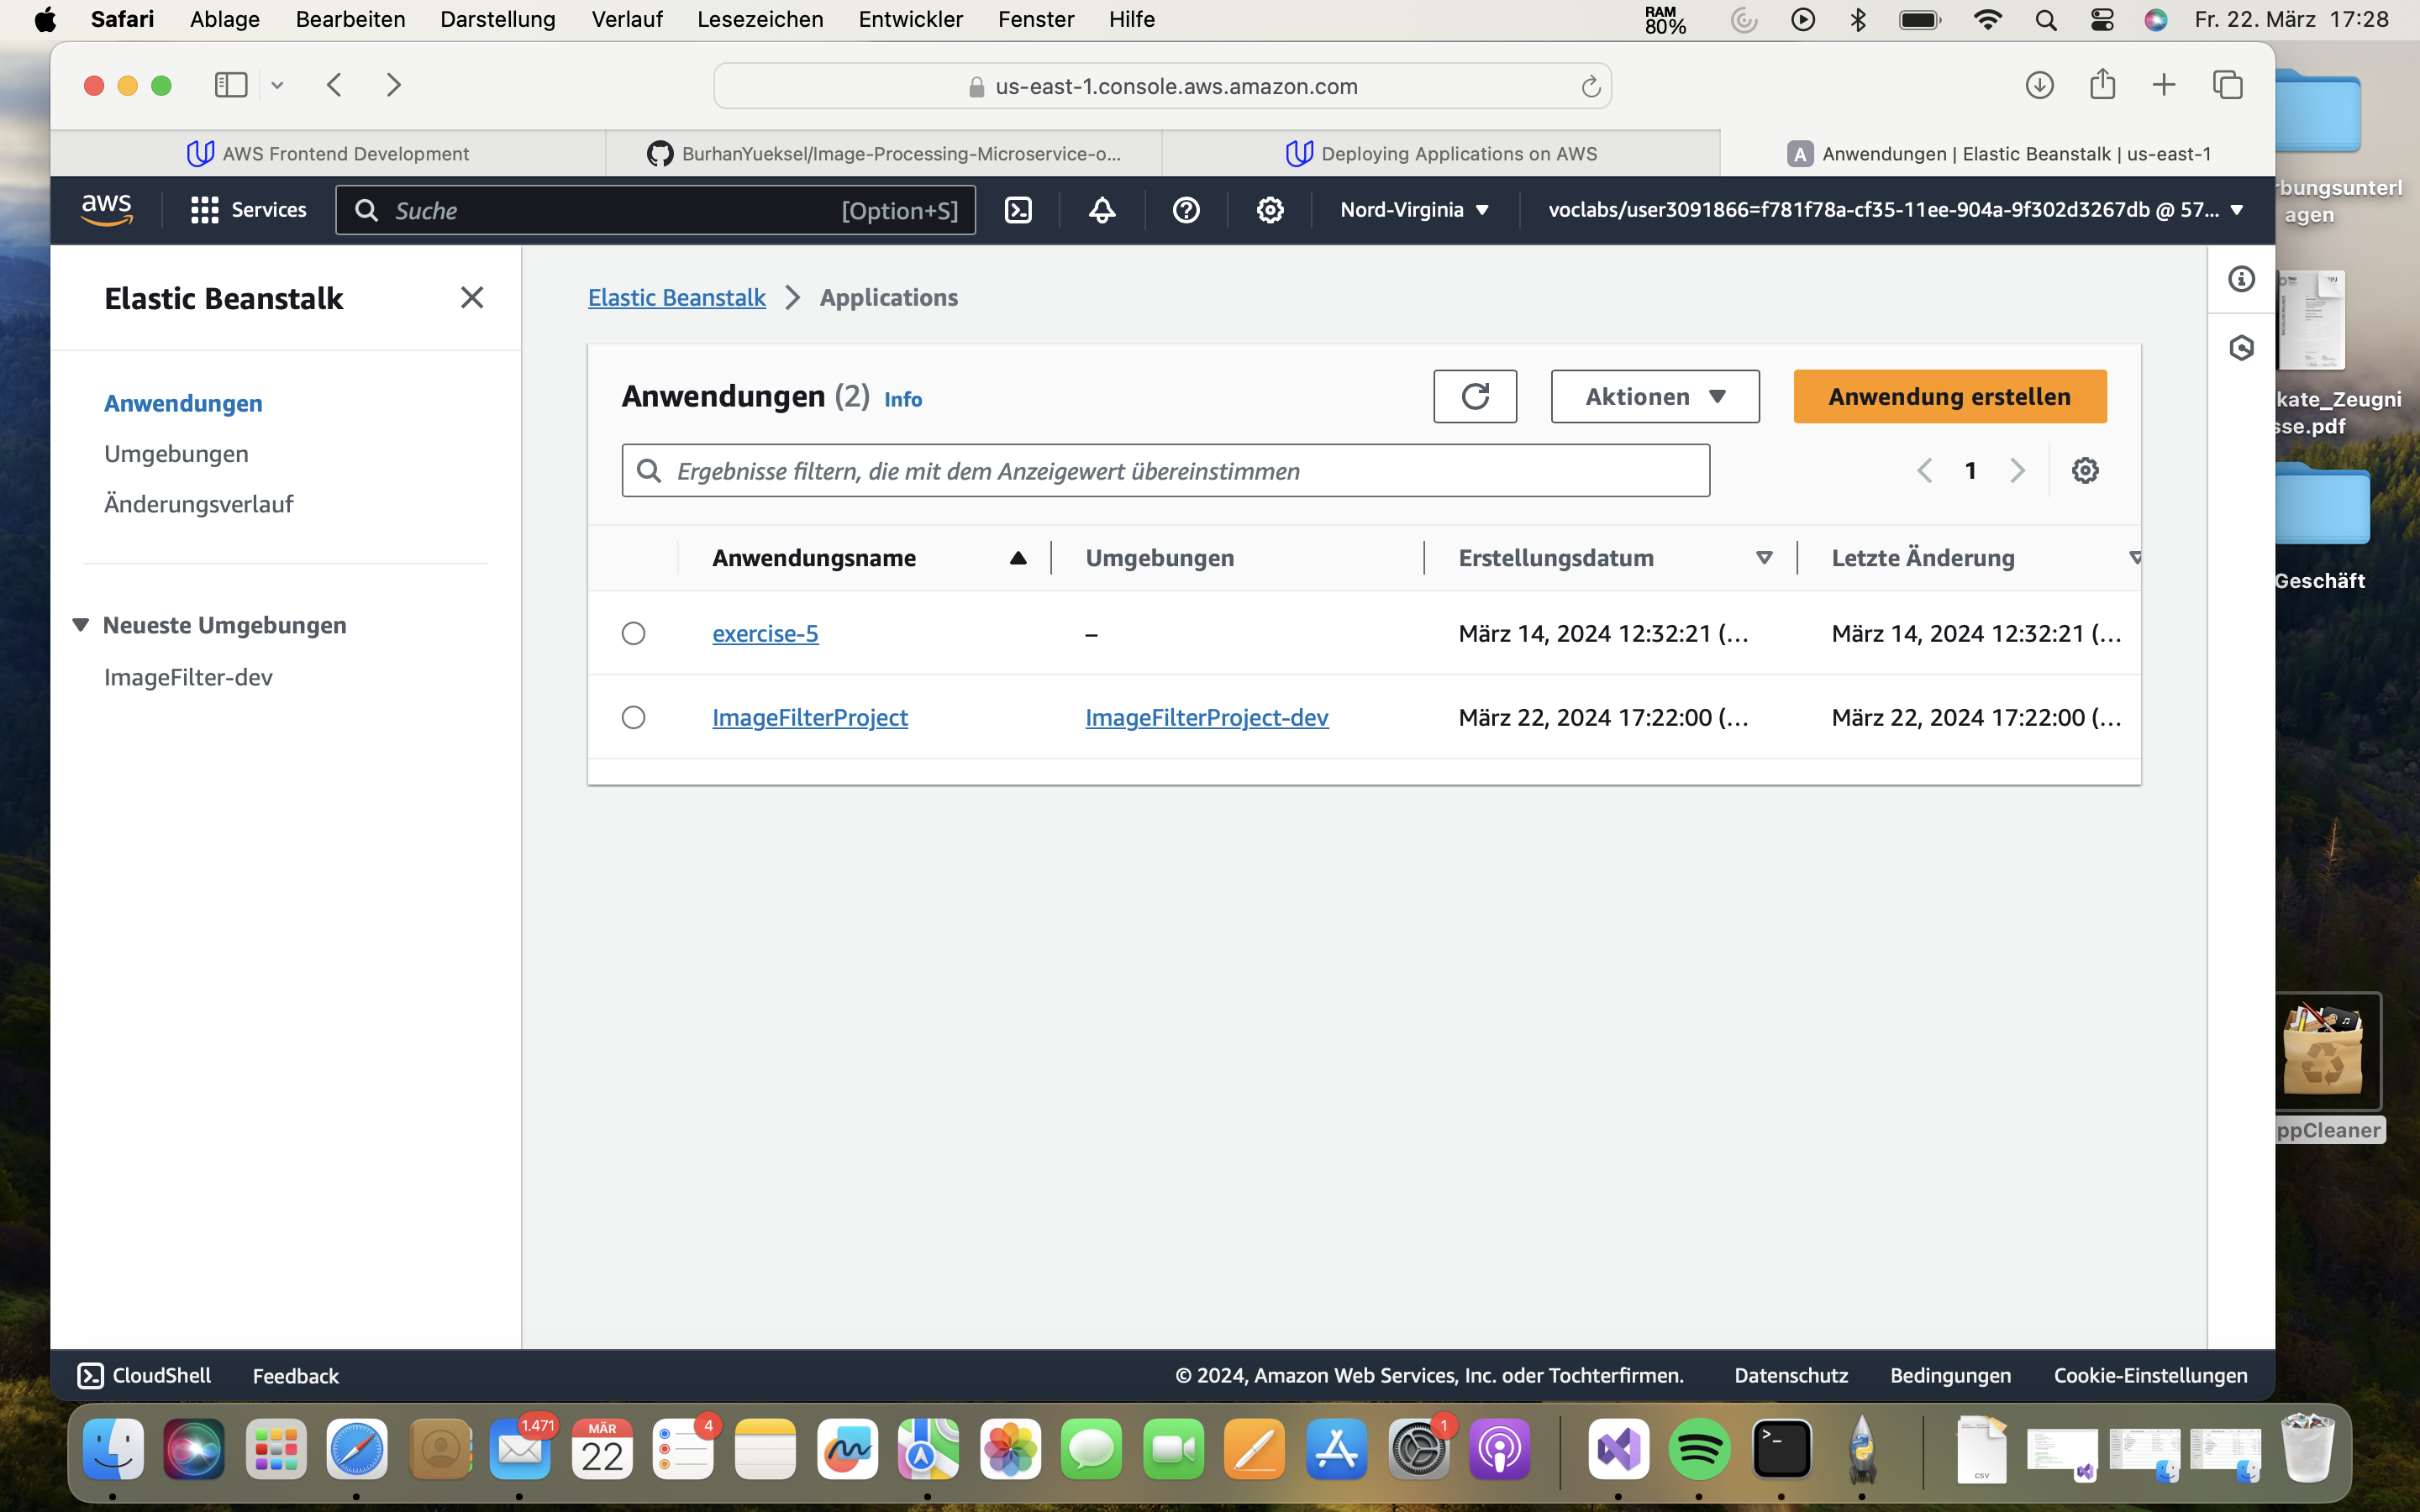 Safari Ablage Bearbeiten Darstellung Verlauf Lesezeichen Entwickler Fenster Hilfe RAM 80% Fr. 22. März 17:28
us-east-1.console.aws.amazon.com
AWS Frontend Development BurhanYueksel/Image-Processing-Microservice-o... Deploying Applications on AWS A Anwendungen | Elastic Beanstalk | us-east-1
aws Services Suche [Option+S] Nord-Virginia voclabs/user3091866=f781f78a-cf35-11ee-904a-9f302d3267db @ 57...
Elastic Beanstalk
Anwendungen
Umgebungen
Änderungsverlauf
Neueste Umgebungen
ImageFilter-dev
Elastic Beanstalk Applications
Anwendungen (2) Info Aktionen Anwendung erstellen
Ergebnisse filtern, die mit dem Anzeigewert übereinstimmen 1
Anwendungsname Umgebungen Erstellungsdatum Letzte Änderung
exercise-5 – März 14, 2024 12:32:21 (... März 14, 2024 12:32:21 (...
ImageFilterProject ImageFilterProject-dev März 22, 2024 17:22:00 (... März 22, 2024 17:22:00 (...
rbungsunterl
agen
kate_Zeugni
sse.pdf
Geschäft
ppCleaner
CloudShell Feedback © 2024, Amazon Web Services, Inc. oder Tochterfirmen. Datenschutz Bedingungen Cookie-Einstellungen
1.471 MÄR 22 4 1 >_ CSV